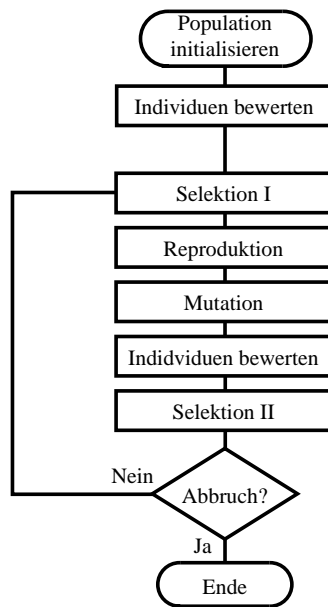 Population
initialisieren
Individuen bewerten
Selektion I
Reproduktion
Mutation
Indidviduen bewerten
Selektion II
Nein
Abbruch?
Ja
Ende